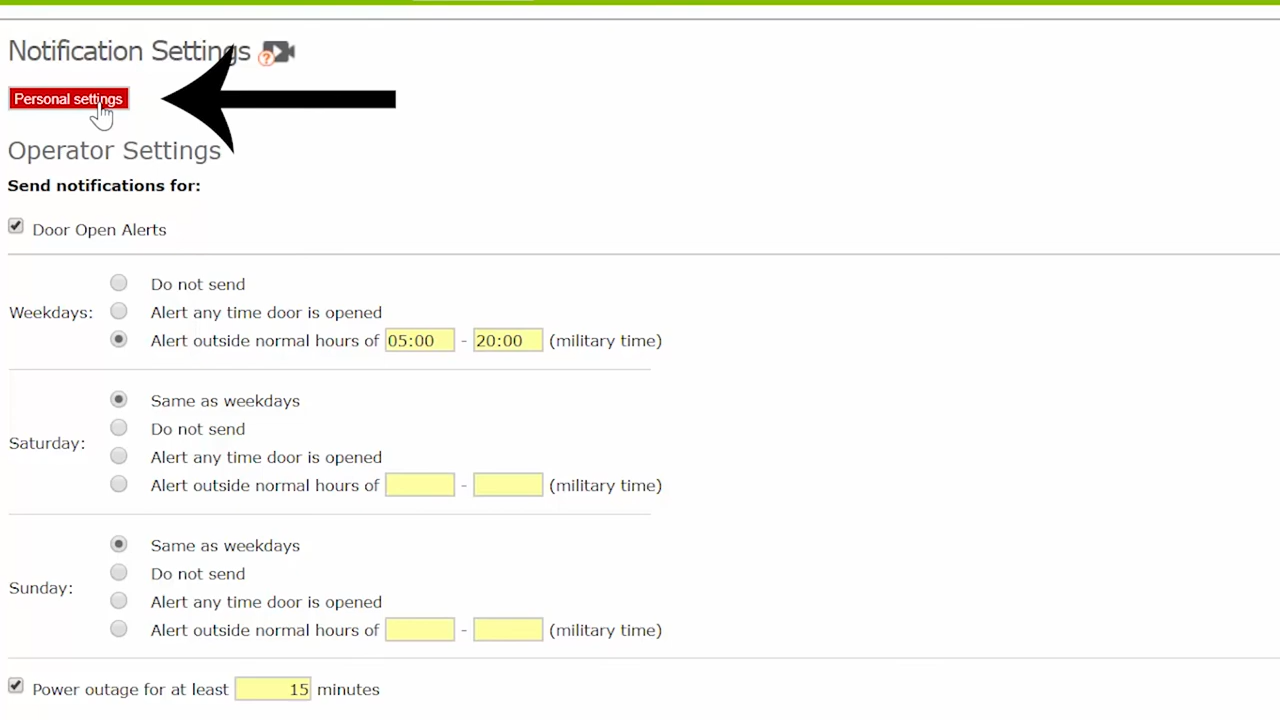 Notification Settings ?
Personal settings
Operator Settings
Send notifications for:
Door Open Alerts
Weekdays:
Do not send
Alert any time door is opened
Alert outside normal hours of 05:00 - 20:00 (military time)
Saturday:
Same as weekdays
Do not send
Alert any time door is opened
Alert outside normal hours of - (military time)
Sunday:
Same as weekdays
Do not send
Alert any time door is opened
Alert outside normal hours of - (military time)
Power outage for at least 15 minutes